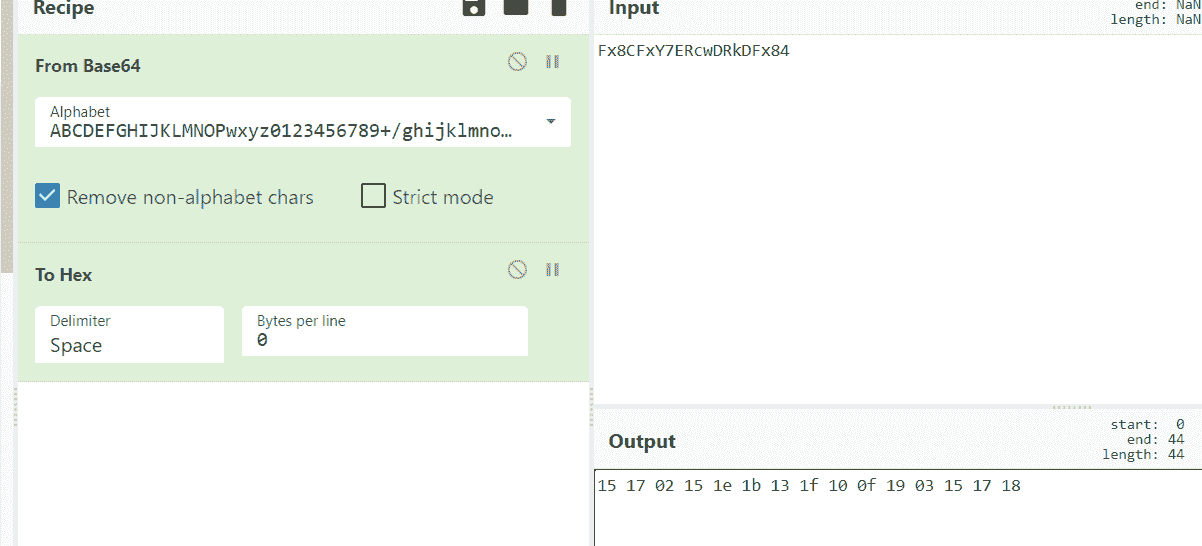 Recipe
From Base64
Alphabet
ABCDEFGHIJKLMNOPwxyz0123456789+/ghijklmno…
Remove non-alphabet chars
Strict mode
To Hex
Delimiter
Space
Bytes per line
0
Input
end: NaN
length: NaN
Fx8CFxY7ERcwDRkDFx84
Output
start: 0
end: 44
length: 44
15 17 02 15 1e 1b 13 1f 10 0f 19 03 15 17 18